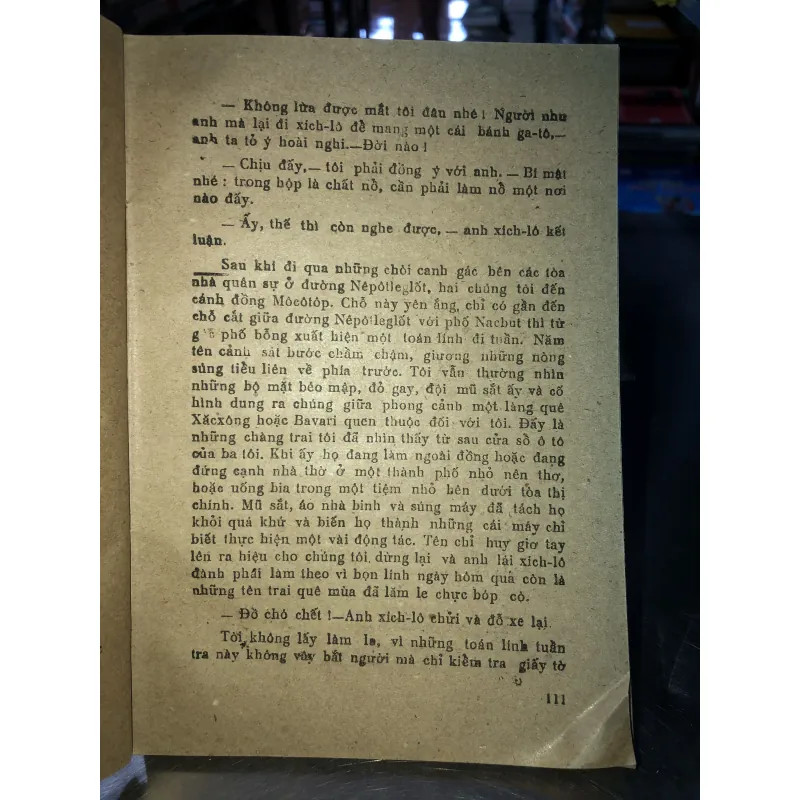 — Không lừa được mắt tôi đâu nhé! Người như
anh mà lại đi xích-lô để mang một cái bánh ga-tô,—
anh ta tỏ ý hoài nghi.—Đời nào!
— Chịu đấy,— tôi phải đồng ý với anh. — Bí mật
nhé: trong bộp là chất nổ, cần phải làm nổ một nơi
nào đấy.
— Ấy, thế thì còn nghe được, — anh xích-lô kết
luận.
Sau khi đi qua những chòi canh gác bên các tòa
nhà quân sự ở đường Nêpôtleglốt, hai chúng tôi đến
cánh đồng Môcôtôp. Chỗ này yên ắng, chỉ có gần đến
chỗ cắt giữa đường Nêpôtleglốt với phố Nacbut thì từ
phố bỗng xuất hiện một toán lính đi tuần. Năm
tên cảnh sát bước chầm chậm, giương những nòng
súng tiểu liên về phía trước. Tôi vẫn thường nhìn
những bộ mặt béo mập, đỏ gay, đội mũ sắt ấy và cố
hình dung ra chúng giữa phong cảnh một làng quê
Xăcxông hoặc Bavari quen thuộc đối với tôi. Đấy là
những chàng trai tôi đã nhìn thấy từ sau cửa sổ ô tô
của ba tôi. Khi ấy họ đang làm ngoài đồng hoặc đang
đứng cạnh nhà thờ ở một thành phố nhỏ nên thơ,
hoặc uống bia trong một tiệm nhỏ bên dưới tòa thị
chính. Mũ sắt, áo nhà binh và súng máy đã tách họ
khỏi quá khứ và biến họ thành những cái máy chỉ
biết thực hiện một vài động tác. Tên chỉ huy giơ tay
lên ra hiệu cho chúng tôi dừng lại và anh lái xích-lô
đành phải làm theo vì bọn lính ngày hôm quả còn là
những tên trai quê mùa đã lăm le chực bóp cò.
— Đồ chó chết!—Anh xích-lô chửi và đỗ xe lại.
Tôi không lấy làm lạ, vì những toán lính tuần
tra này không vây bắt người mà chỉ kiểm tra giấy tờ
111